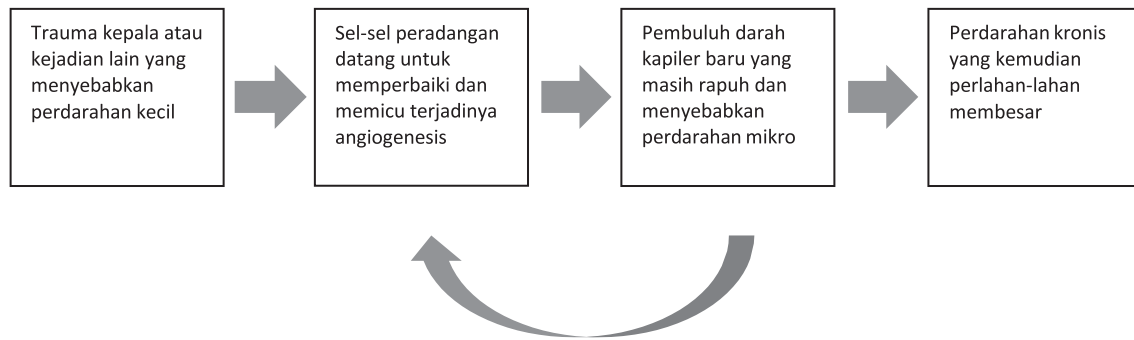 Trauma kepala atau
kejadian lain yang
menyebabkan
perdarahan kecil
Sel-sel peradangan
datang untuk
memperbaiki dan
memicu terjadinya
angiogenesis
Pembuluh darah
kapiler baru yang
masih rapuh dan
menyebabkan
perdarahan mikro
Perdarahan kronis
yang kemudian
perlahan-lahan
membesar